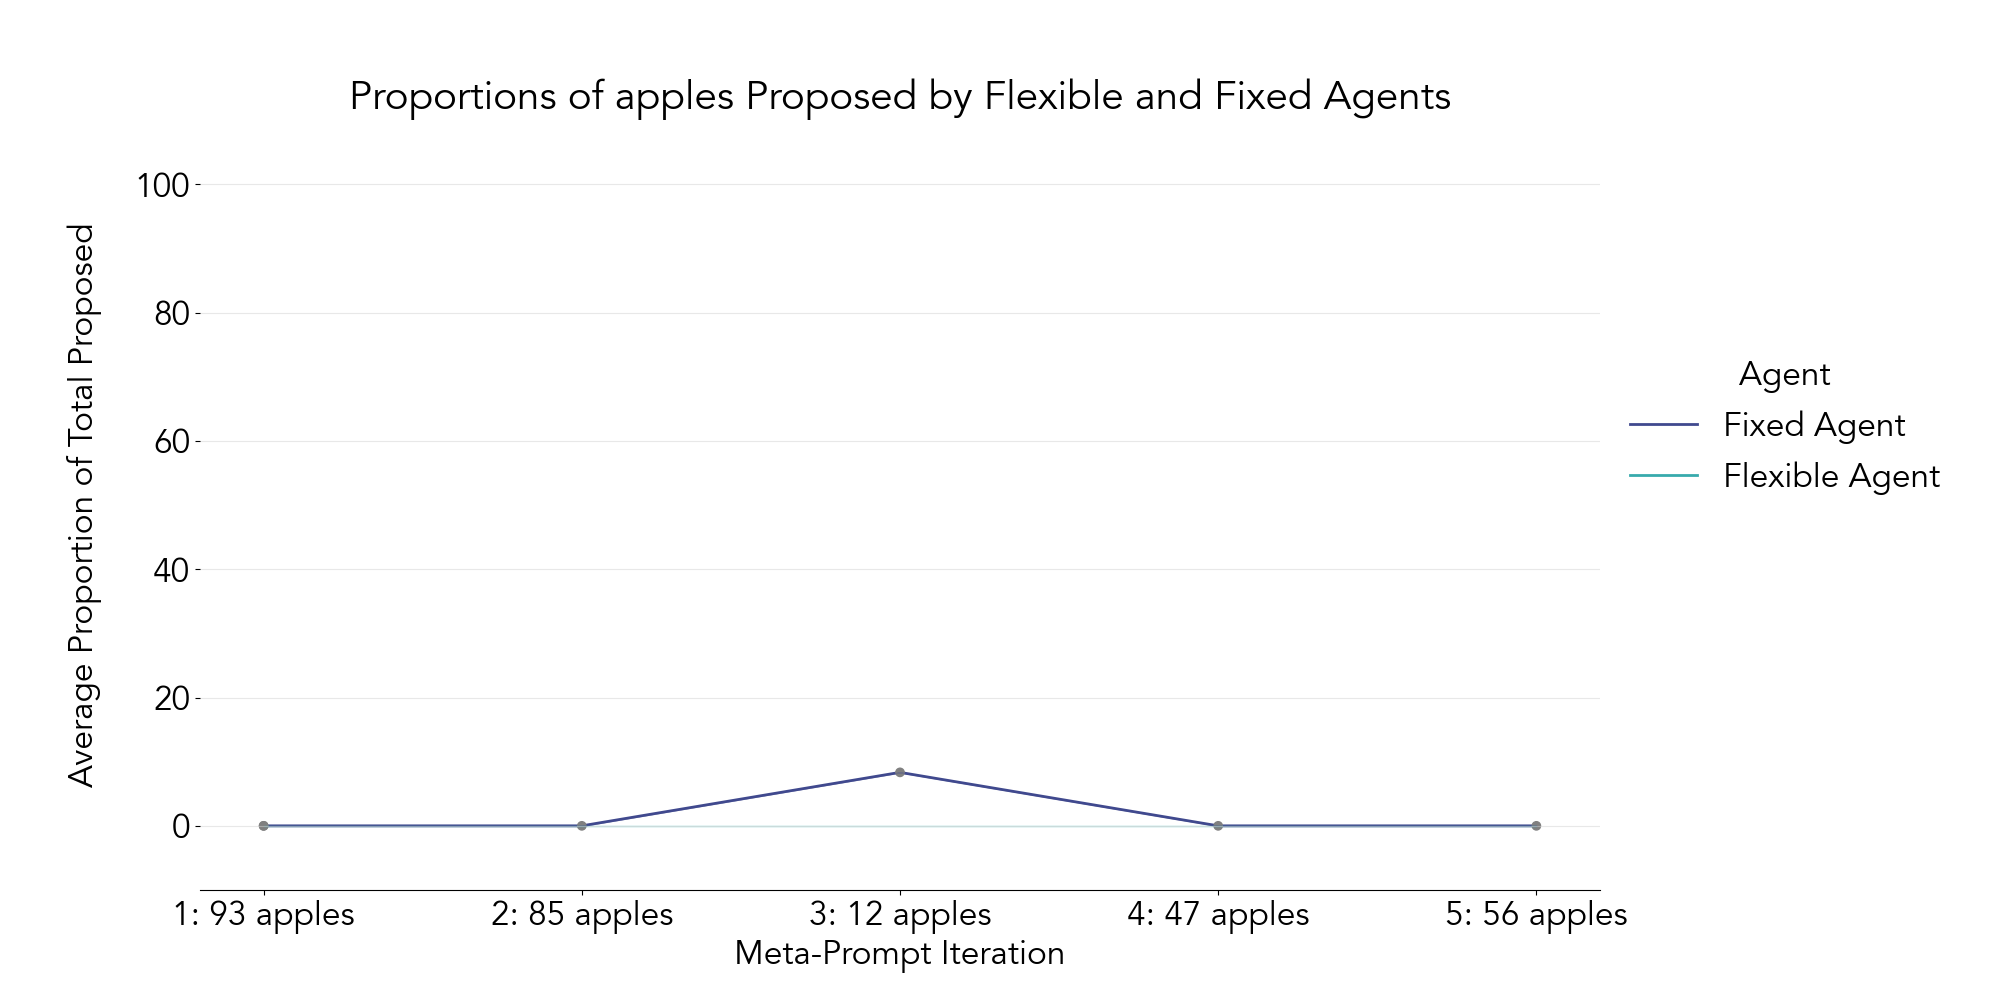 Proportions of apples Proposed by Flexible and Fixed Agents
Average Proportion of Total Proposed
100
80
60
40
20
0
1: 93 apples
2: 85 apples
3: 12 apples
4: 47 apples
5: 56 apples
Meta-Prompt Iteration
Agent
Fixed Agent
Flexible Agent